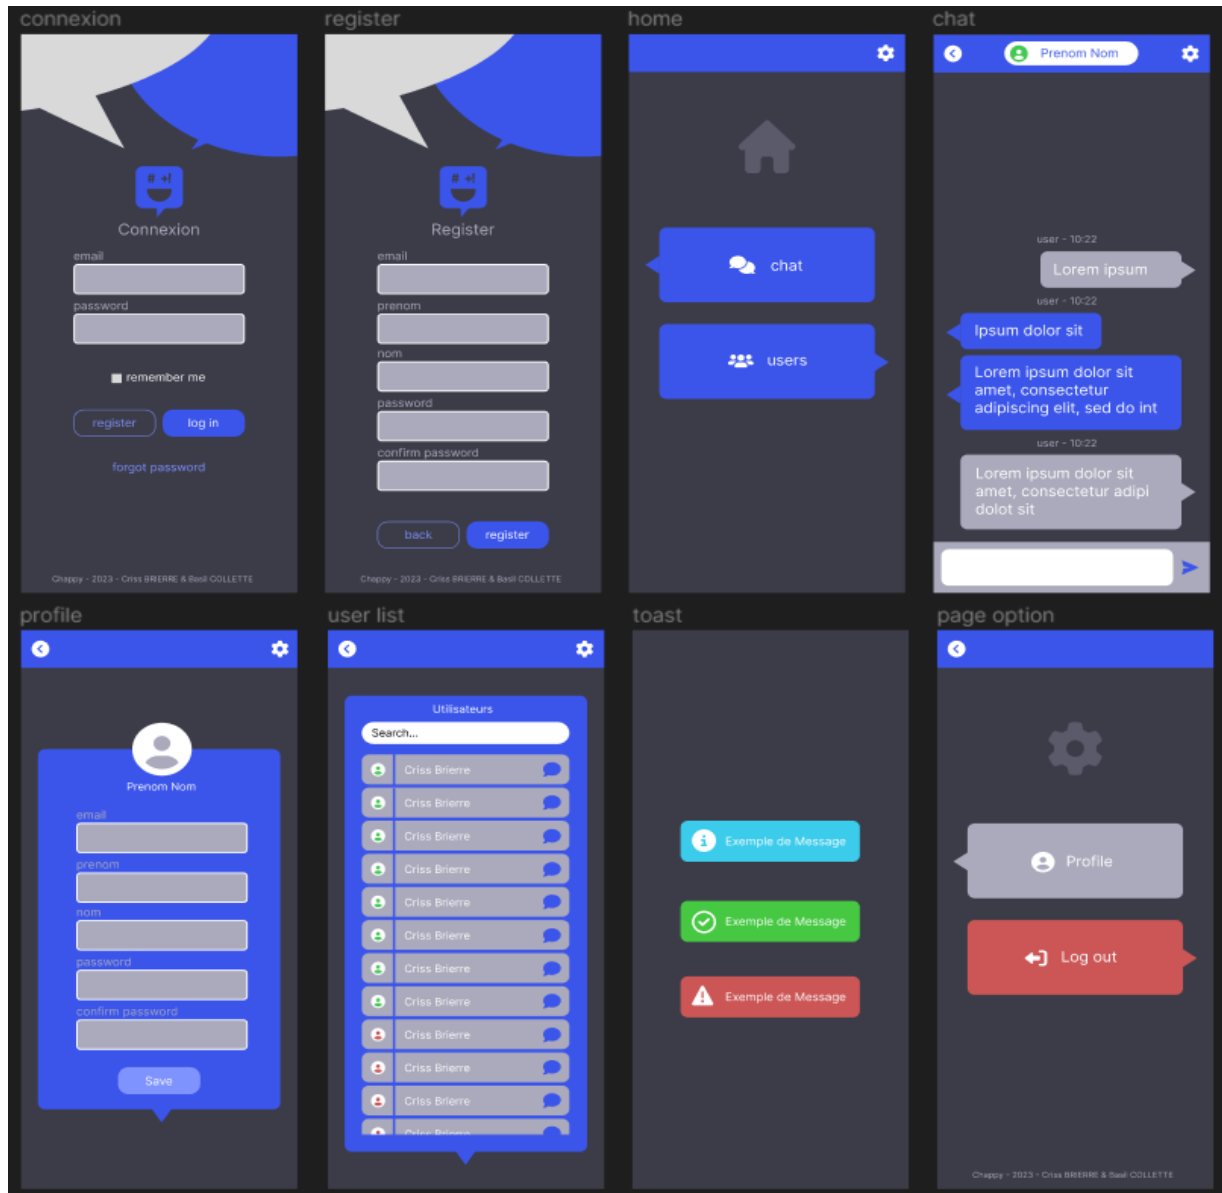 connexion
# +!
Connexion
email
password
remember me
register
log in
forgot password
Chappy - 2023 - Criss BRIERRE & Basil COLLETTE
register
# +!
Register
email
prenom
nom
password
confirm password
back
register
Chappy - 2023 - Criss BRIERRE & Basil COLLETTE
home
chat
users
chat
Prenom Nom
user - 10:22
Lorem ipsum
user - 10:22
Ipsum dolor sit
Lorem ipsum dolor sit
amet, consectetur
adipiscing elit, sed do int
user - 10:22
Lorem ipsum dolor sit
amet, consectetur adipi
dolot sit
profile
Prenom Nom
email
prenom
nom
password
confirm password
Save
user list
Utilisateurs
Search...
Criss Brierre
Criss Brierre
Criss Brierre
Criss Brierre
Criss Brierre
Criss Brierre
Criss Brierre
Criss Brierre
Criss Brierre
Criss Brierre
Criss Brierre
Criss Brierre
toast
Exemple de Message
Exemple de Message
Exemple de Message
page option
Profile
Log out
Chappy - 2023 - Criss BRIERRE & Basil COLLETTE